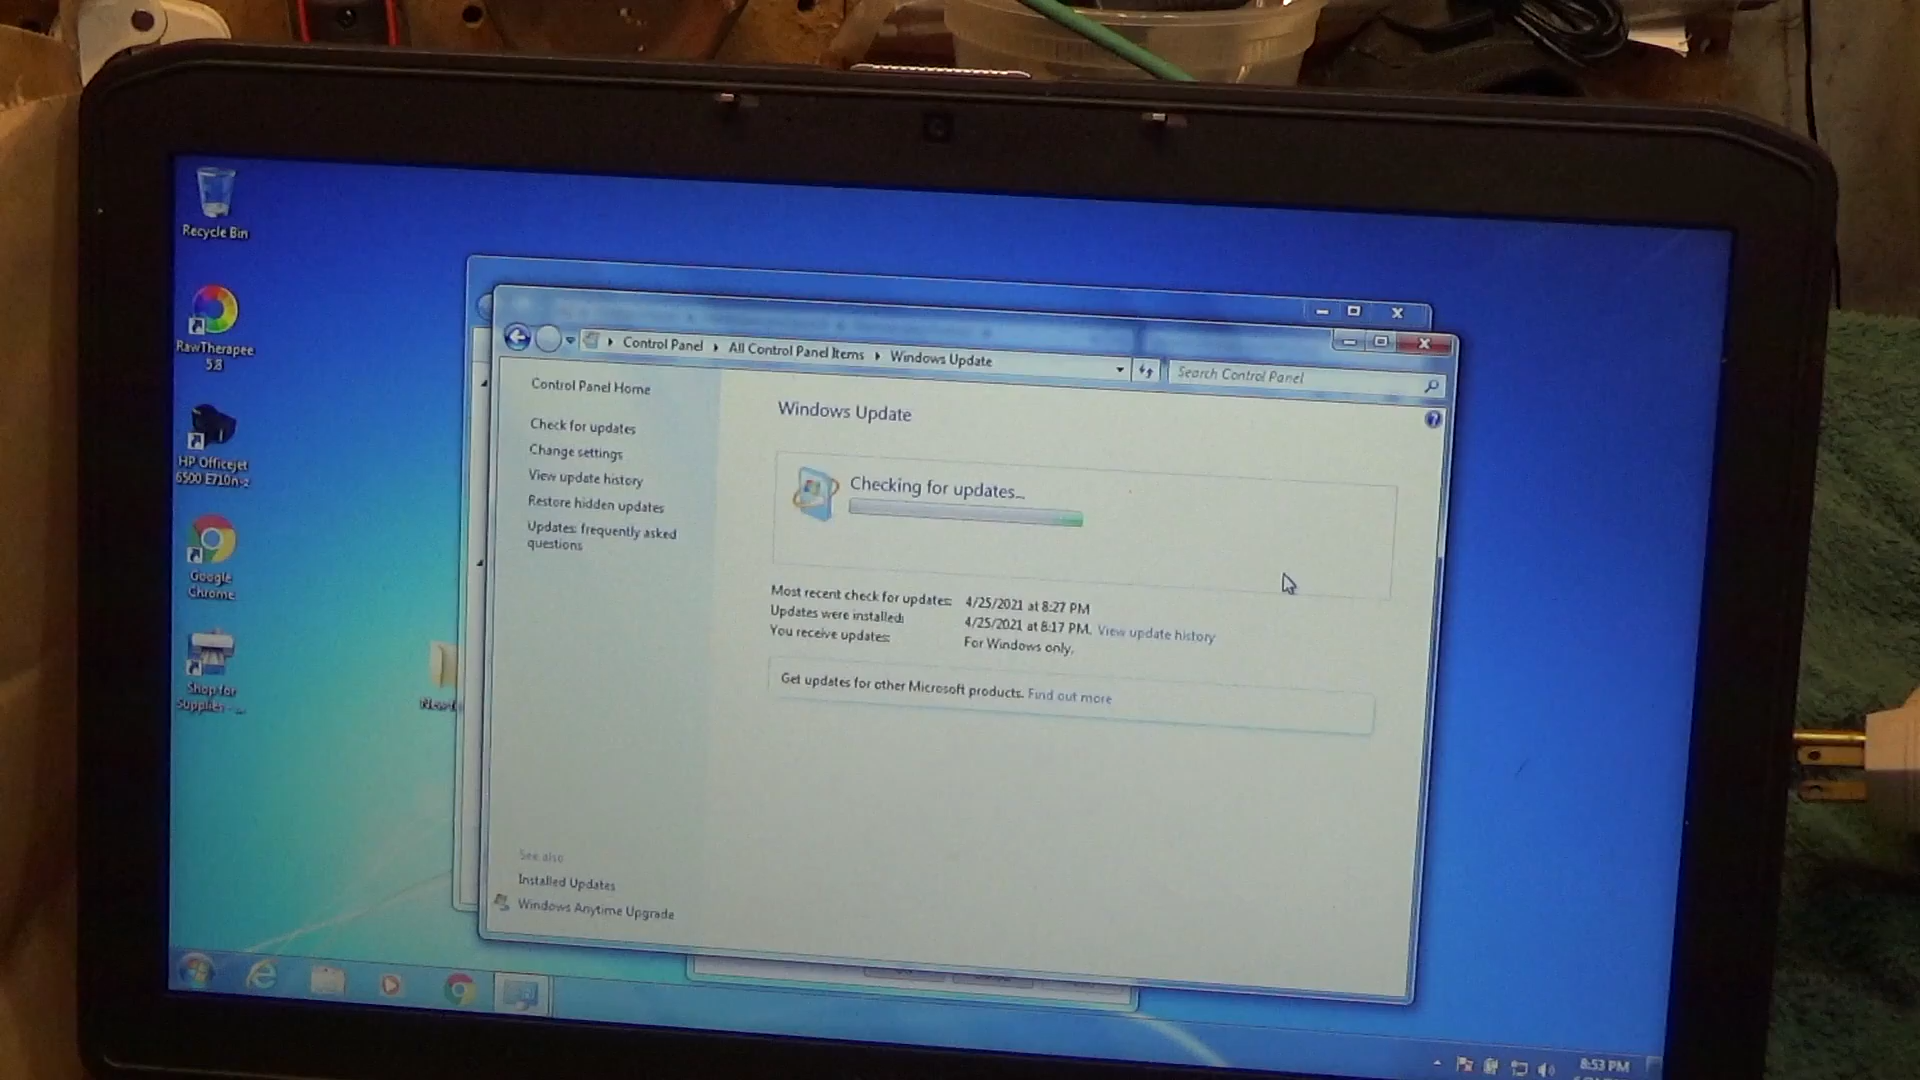 Recycle Bin
RawTherapee
5.8
HP Officejet
6500 E710n-z
Google
Chrome
Shop for
Supplies - ...
Control Panel
All Control Panel Items
Windows Update
Search Control Panel
Control Panel Home
Check for updates
Change settings
View update history
Restore hidden updates
Updates: frequently asked
questions
See also
Installed Updates
Windows Anytime Upgrade
Windows Update
Checking for updates...
Most recent check for updates: 4/25/2021 at 8:27 PM
Updates were installed: 4/25/2021 at 8:17 PM. View update history
You receive updates: For Windows only.
Get updates for other Microsoft products. Find out more
8:53 PM